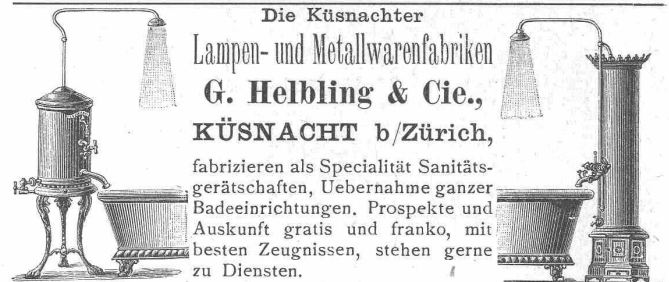 Die Küsnachter
Lampen- und Metallwarenfabriken
G. Helbling & Cie.,
KÜSNACHT b/Zürich,
fabrizieren als Specialität Sanitäts-
gerätschaften, Uebernahme ganzer
Badeeinrichtungen. Prospekte und
Auskunft gratis und franko, mit
besten Zeugnissen, stehen gerne
zu Diensten.